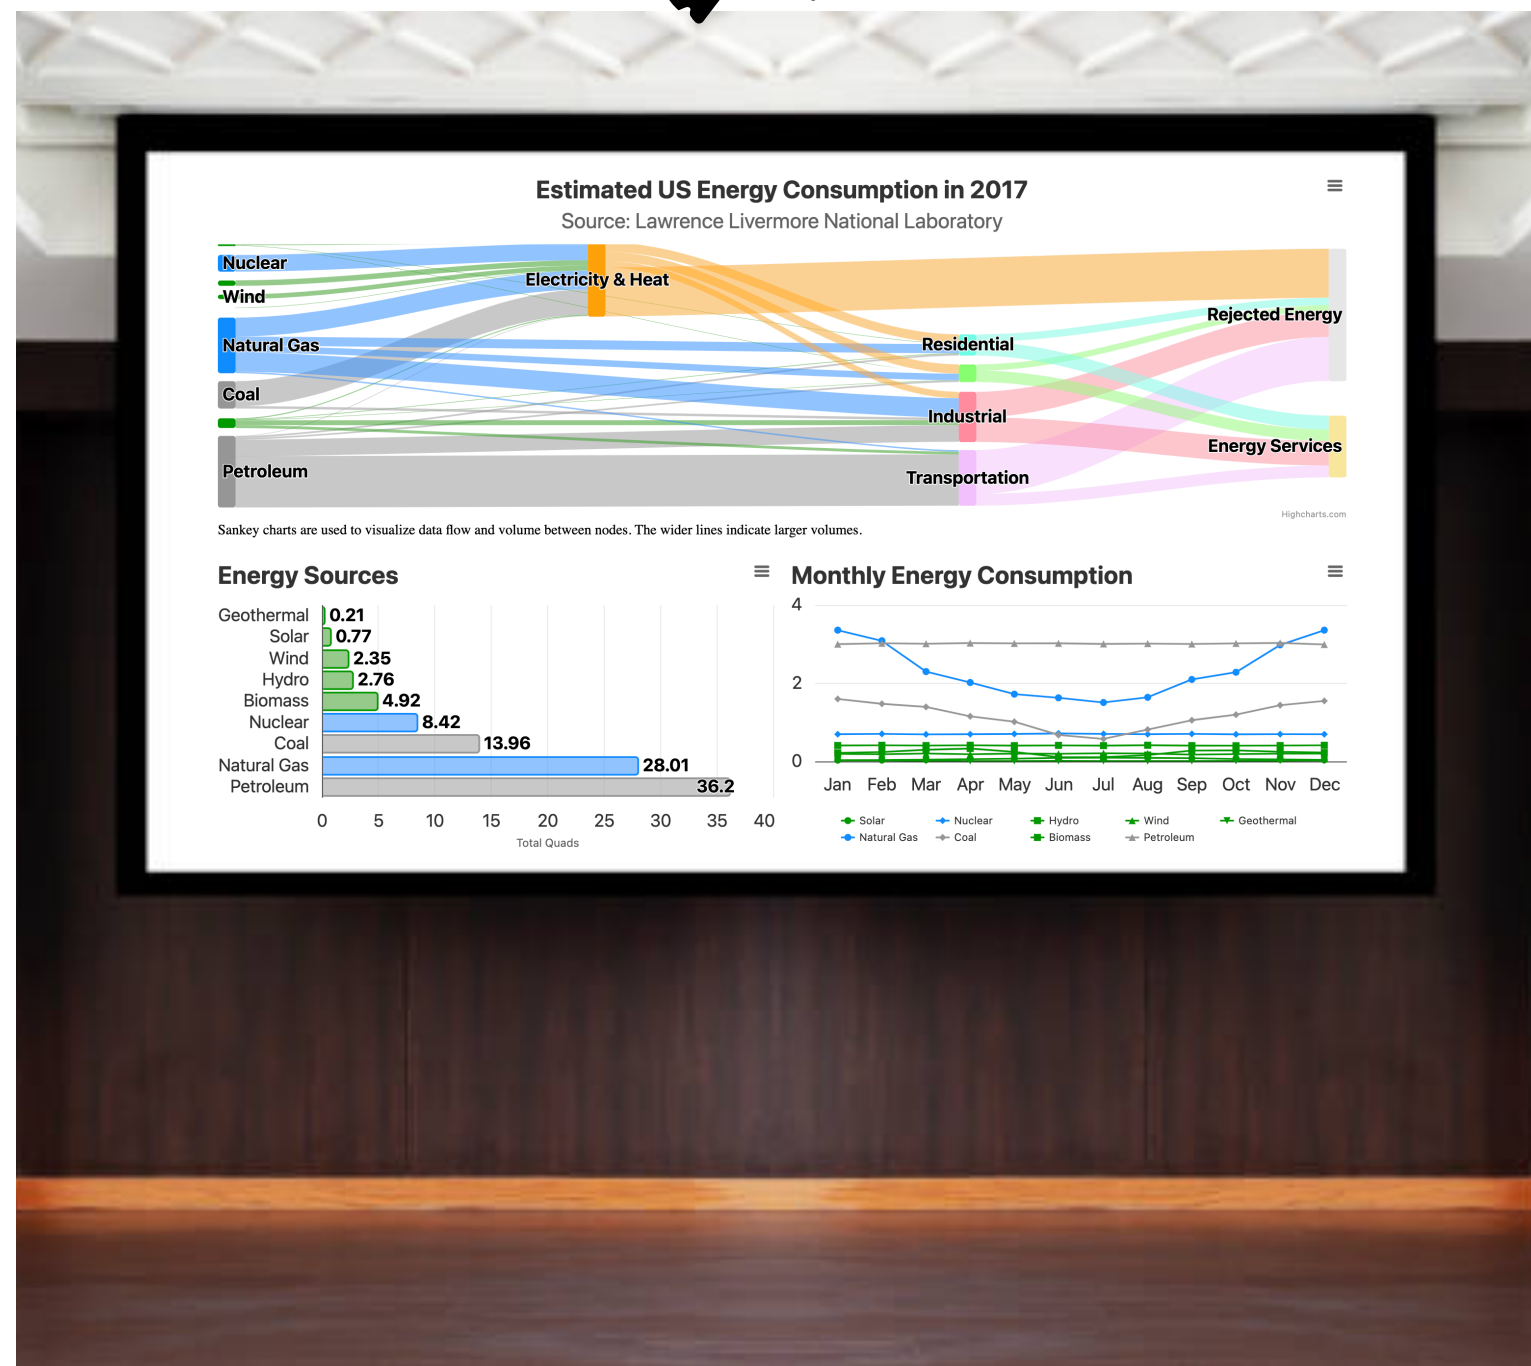 Estimated US Energy Consumption in 2017
Source: Lawrence Livermore National Laboratory
Nuclear
Wind
Natural Gas
Coal
Petroleum
Electricity & Heat
Residential
Industrial
Transportation
Rejected Energy
Energy Services
Highcharts.com
Sankey charts are used to visualize data flow and volume between nodes. The wider lines indicate larger volumes.
Energy Sources
Geothermal 0.21
Solar 0.77
Wind 2.35
Hydro 2.76
Biomass 4.92
Nuclear 8.42
Coal 13.96
Natural Gas 28.01
Petroleum 36.2
0 5 10 15 20 25 30 35 40
Total Quads
Monthly Energy Consumption
4
2
0
Jan Feb Mar Apr May Jun Jul Aug Sep Oct Nov Dec
Solar Nuclear Hydro Wind Geothermal
Natural Gas Coal Biomass Petroleum